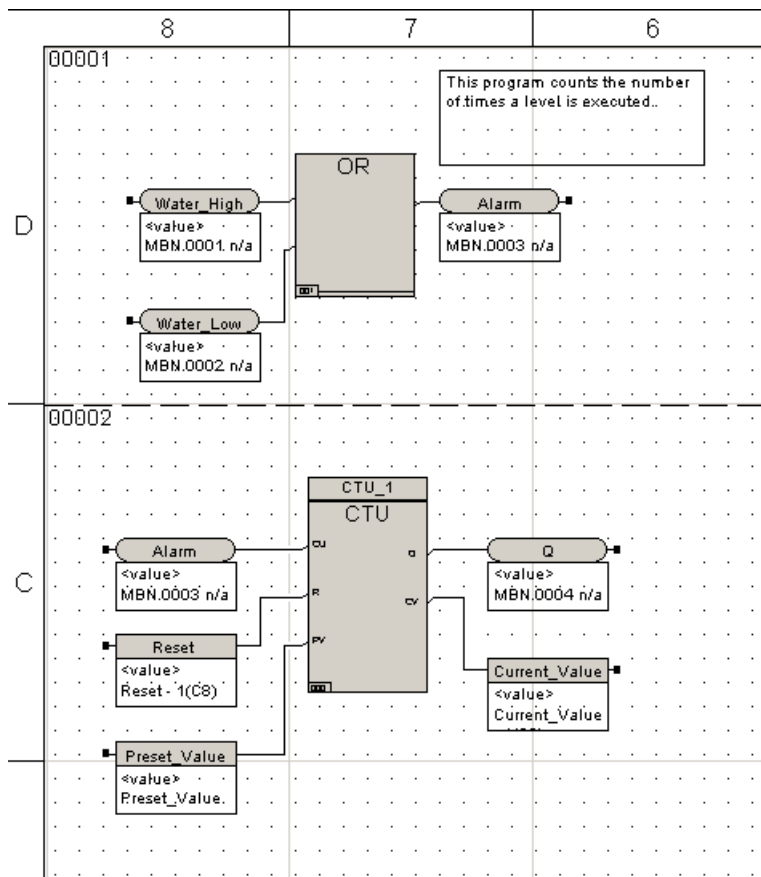 8 7 6
00001
This program counts the number
of times a level is executed..
OR
Water_High
<value>
MBN.0001 n/a
Alarm
<value>
MBN.0003 n/a
D
001
Water_Low
<value>
MBN.0002 n/a
00002
CTU_1
CTU
Alarm
CU
Q
Q
<value>
MBN.0003 n/a
<value>
MBN.0004 n/a
C
R
CV
Reset
PV
<value>
Reset - 1(C8)
Current_Value
000
<value>
Current_Value
Preset_Value
<value>
Preset_Value.